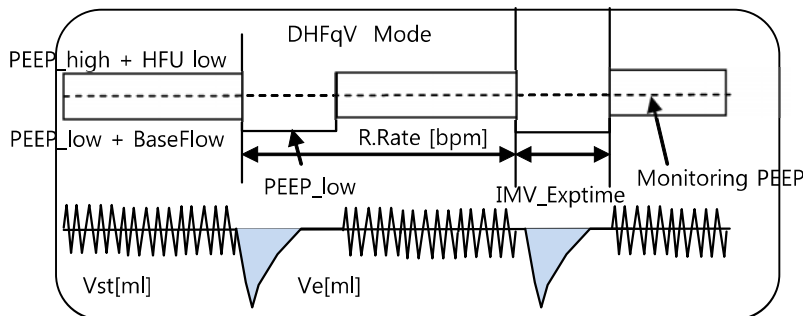 DHFqV Mode
PEEP_high + HFU low
PEEP_low + BaseFlow
R.Rate [bpm]
PEEP_low
IMV_Exptime
Monitoring PEEP
Vst[ml]
Ve[ml]